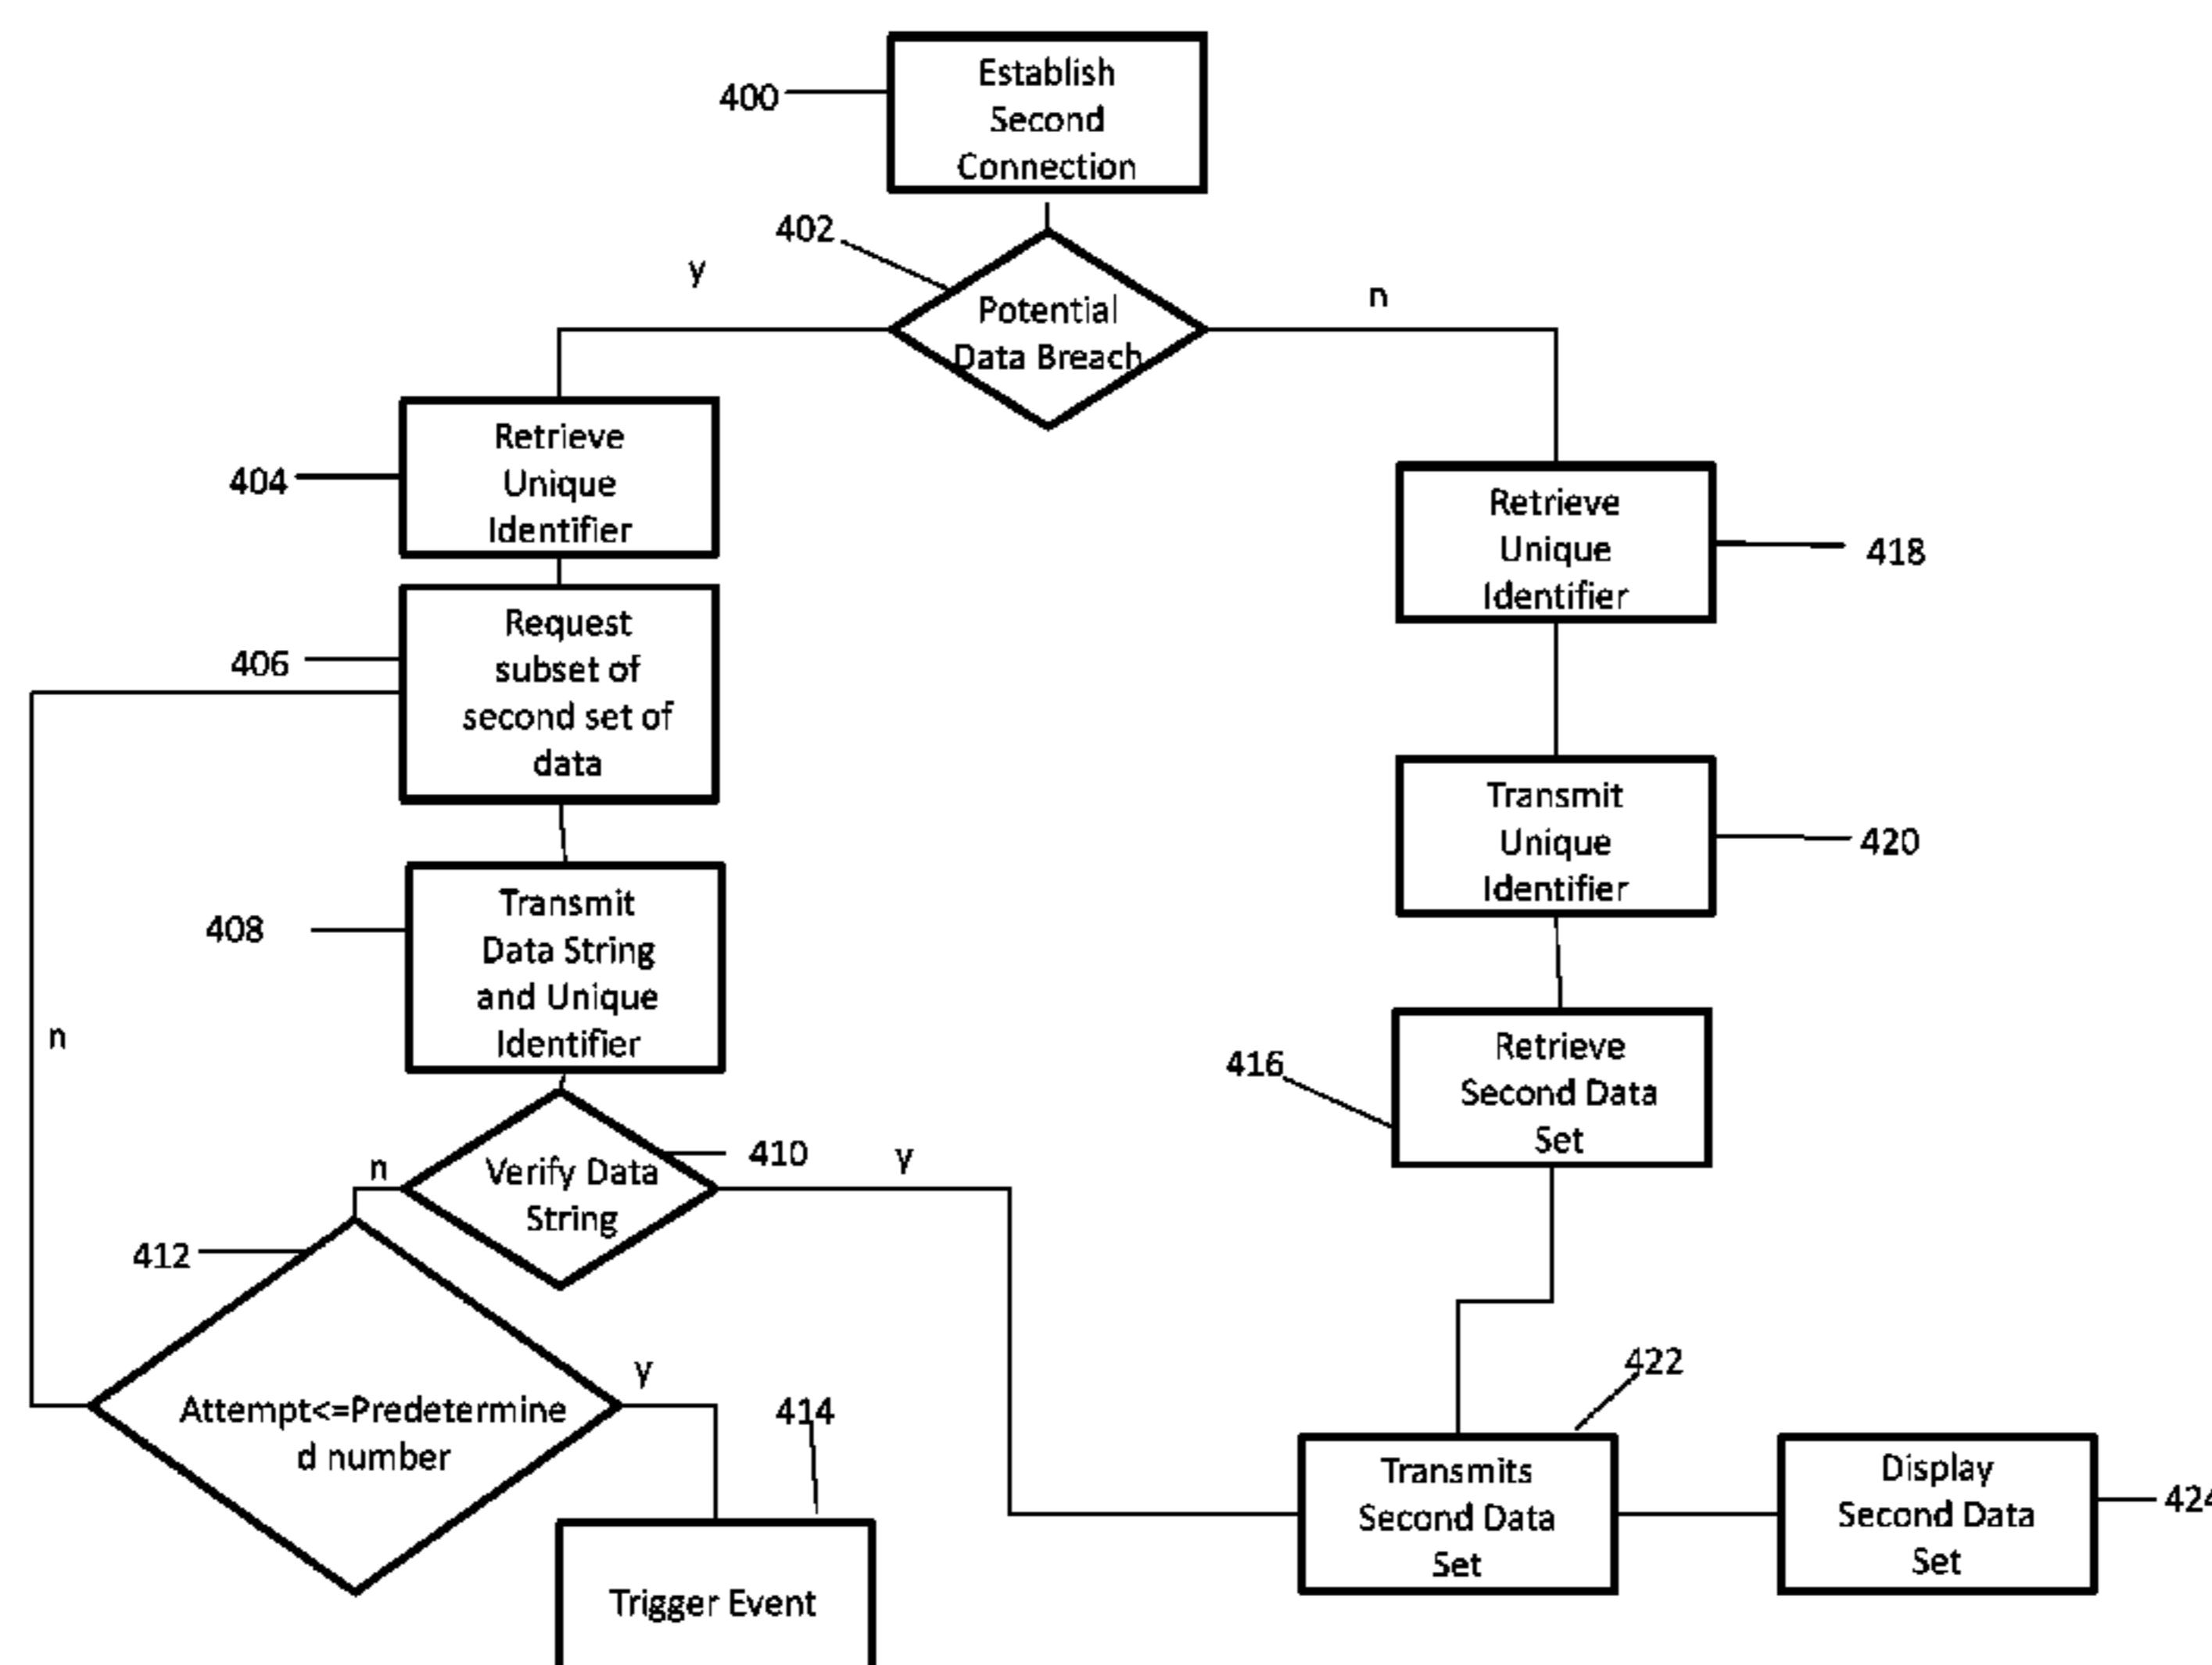 Establish
Second
Connection
400
402
y
Potential
Data Breach
n
Retrieve
Unique
Identifier
404
Retrieve
Unique
Identifier
418
Request
subset of
second set of
data
406
Transmit
Unique
Identifier
420
Transmit
Data String
and Unique
Identifier
408
n
Retrieve
Second Data
Set
416
n
Verify Data
String
410
y
412
Attempt<=Predetermine
d number
y
414
Trigger Event
422
Transmits
Second Data
Set
Display
Second Data
Set
424